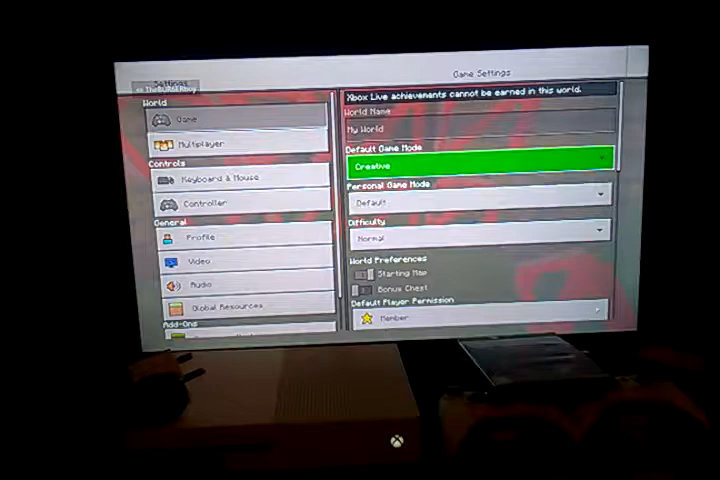 Settings
Game Settings
TheBURGERboy
World
Game
Multiplayer
Controls
Keyboard & Mouse
Controller
General
Profile
Video
Audio
Global Resources
Add-Ons
Xbox Live achievements cannot be earned in this world.
World Name
My World
Default Game Mode
Creative
Personal Game Mode
Default
Difficulty
Normal
World Preferences
Starting Map
Bonus Chest
Default Player Permission
Member